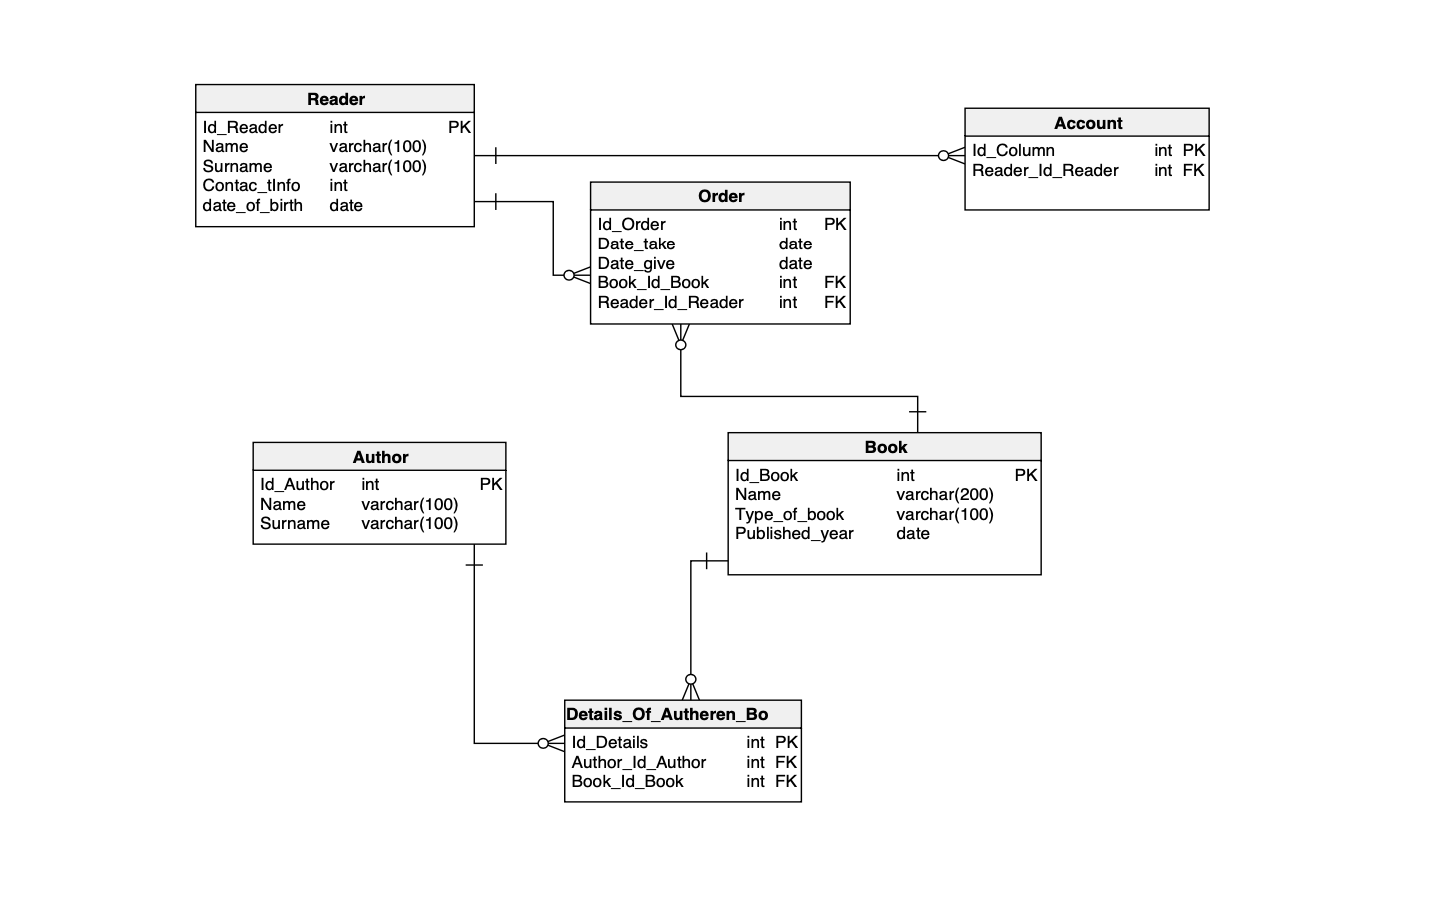 Reader
Id_Reader int PK
Name varchar(100)
Surname varchar(100)
Contac_tInfo int
date_of_birth date
Account
Id_Column int PK
Reader_Id_Reader int FK
Order
Id_Order int PK
Date_take date
Date_give date
Book_Id_Book int FK
Reader_Id_Reader int FK
Author
Id_Author int PK
Name varchar(100)
Surname varchar(100)
Book
Id_Book int PK
Name varchar(200)
Type_of_book varchar(100)
Published_year date
Details_Of_Autheren_Bo
Id_Details int PK
Author_Id_Author int FK
Book_Id_Book int FK